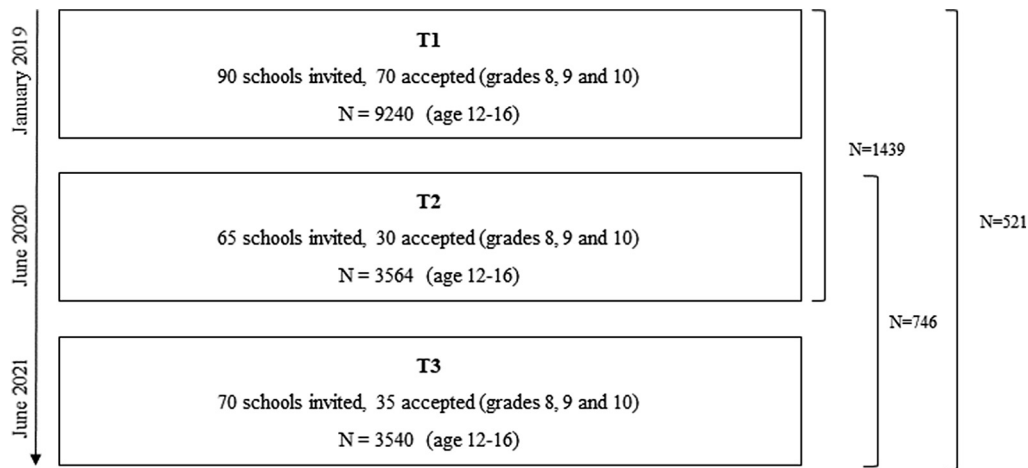 January 2019
T1
90 schools invited, 70 accepted (grades 8, 9 and 10)
N = 9240 (age 12-16)
June 2020
T2
65 schools invited, 30 accepted (grades 8, 9 and 10)
N = 3564 (age 12-16)
June 2021
T3
70 schools invited, 35 accepted (grades 8, 9 and 10)
N = 3540 (age 12-16)
N=1439
N=746
N=521